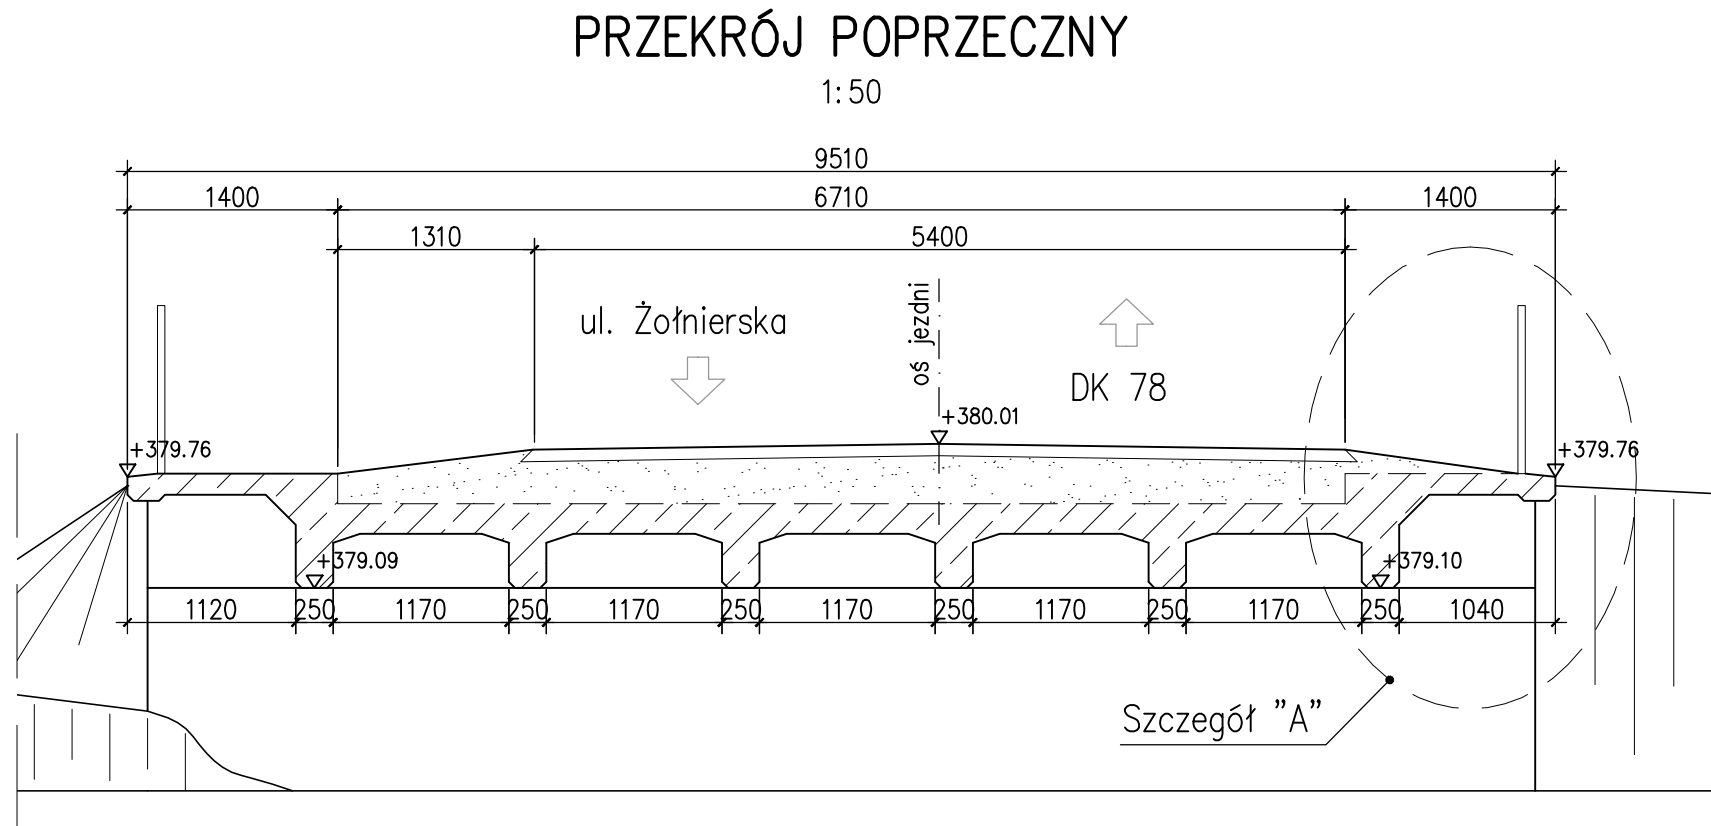 PRZEKRÓJ POPRZECZNY
1:50
9510
1400 6710 1400
1310 5400
oś jezdni
ul. Żołnierska
DK 78
+380.01
+379.76 +379.76
+379.09 +379.10
1120 250 1170 250 1170 250 1170 250 1170 250 1170 250 1040
Szczegół "A"